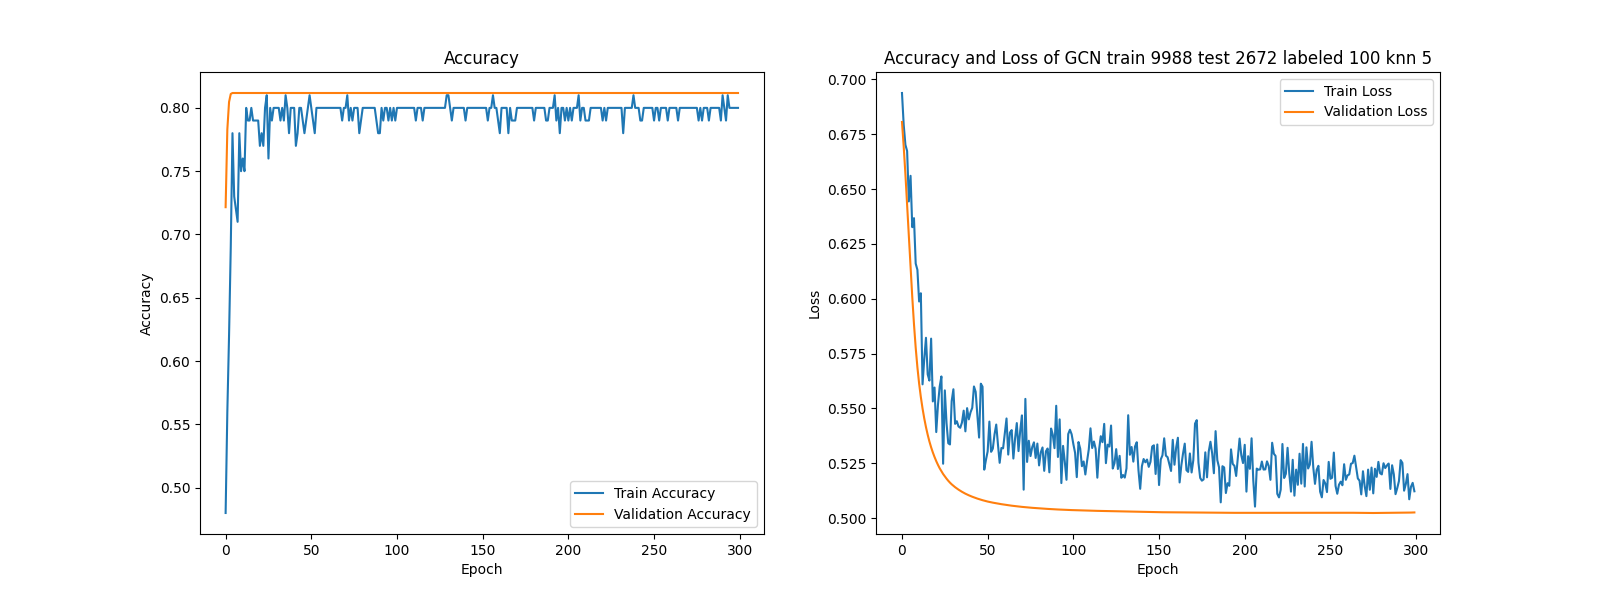 Accuracy
0.80
0.75
0.70
0.65
0.60
0.55
0.50
Accuracy
Train Accuracy
Validation Accuracy
0 50 100 150 200 250 300
Epoch
Accuracy and Loss of GCN train 9988 test 2672 labeled 100 knn 5
0.700
0.675
0.650
0.625
0.600
0.575
0.550
0.525
0.500
Loss
Train Loss
Validation Loss
0 50 100 150 200 250 300
Epoch